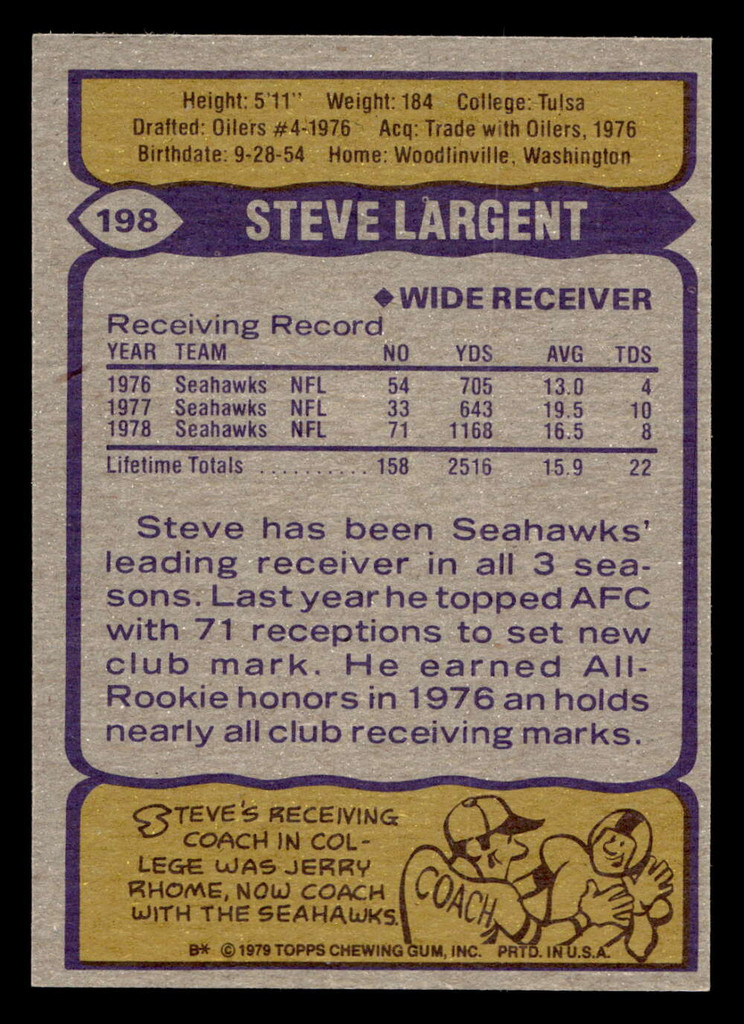 Height: 5'11" Weight: 184 College: Tulsa
Drafted: Oilers #4-1976 Acq: Trade with Oilers, 1976
Birthdate: 9-28-54 Home: Woodlinville, Washington
198 STEVE LARGENT
◆ WIDE RECEIVER
Receiving Record
YEAR TEAM NO YDS AVG TDS
1976 Seahawks NFL 54 705 13.0 4
1977 Seahawks NFL 33 643 19.5 10
1978 Seahawks NFL 71 1168 16.5 8
Lifetime Totals .......... 158 2516 15.9 22
Steve has been Seahawks'
leading receiver in all 3 sea-
sons. Last year he topped AFC
with 71 receptions to set new
club mark. He earned All-
Rookie honors in 1976 an holds
nearly all club receiving marks.
STEVE'S RECEIVING
COACH IN COL-
LEGE WAS JERRY
RHOME, NOW COACH
WITH THE SEAHAWKS.
COACH
B* © 1979 TOPPS CHEWING GUM, INC. PRTD. IN U.S.A.